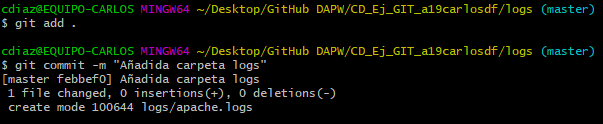 cdiaz@EQUIPO-CARLOS MINGW64 ~/Desktop/GitHub DAPW/CD_Ej_GIT_a19carlosdf/logs (master)
$ git add .
cdiaz@EQUIPO-CARLOS MINGW64 ~/Desktop/GitHub DAPW/CD_Ej_GIT_a19carlosdf/logs (master)
$ git commit -m "Añadida carpeta logs"
[master febbef0] Añadida carpeta logs
1 file changed, 0 insertions(+), 0 deletions(-)
create mode 100644 logs/apache.logs